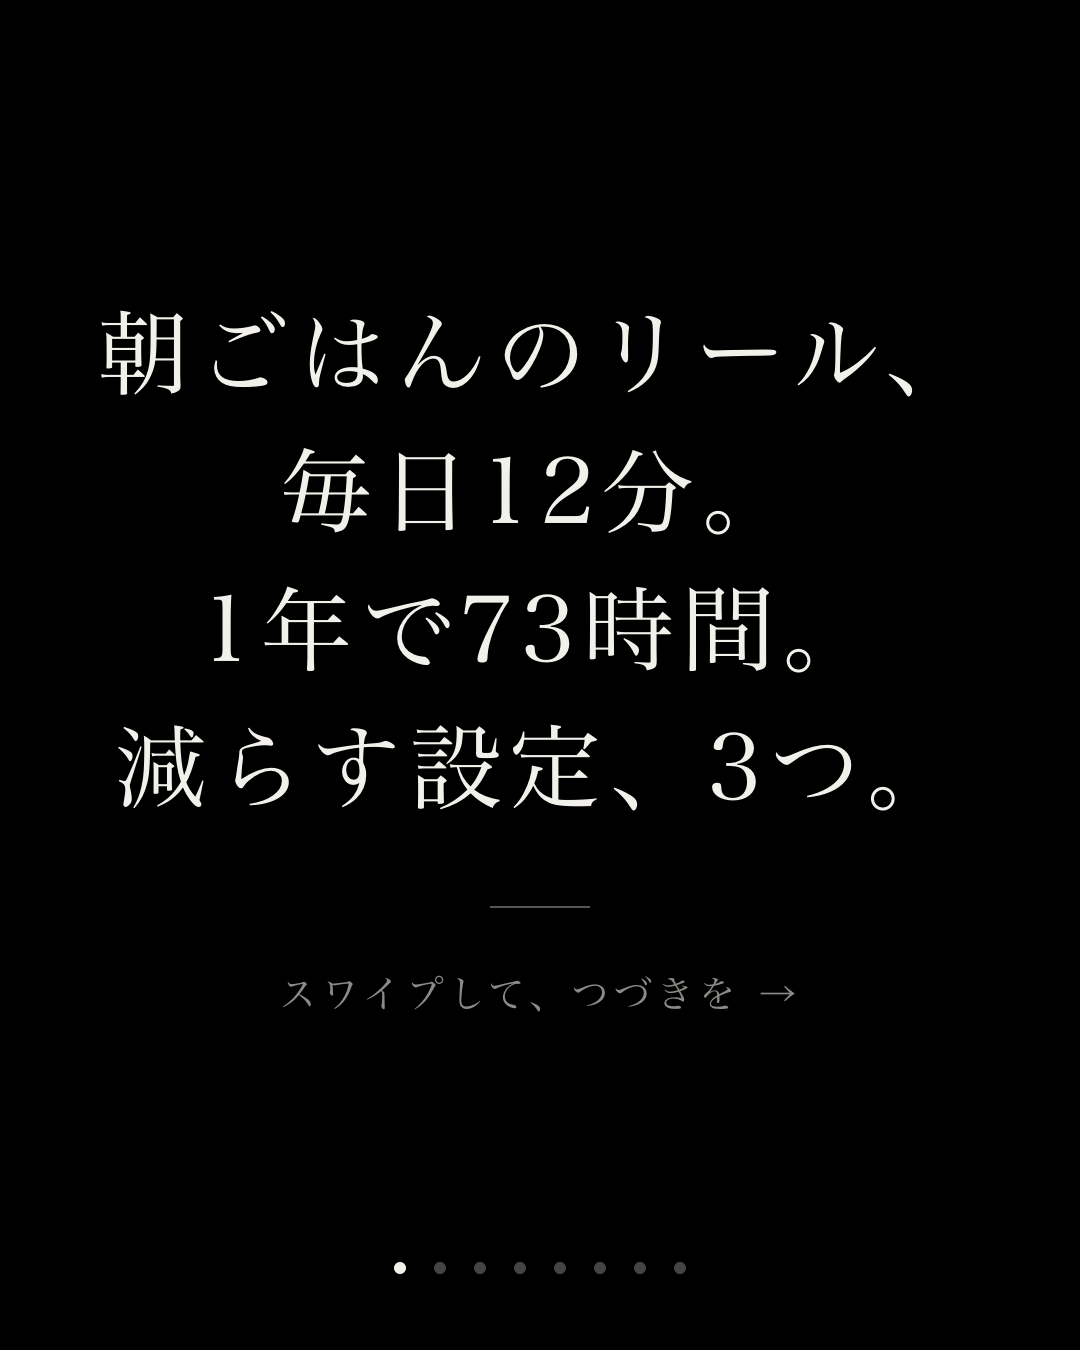 朝ごはんのリール、
毎日12分。
1年で73時間。
減らす設定、3つ。
スワイプして、つづきを →